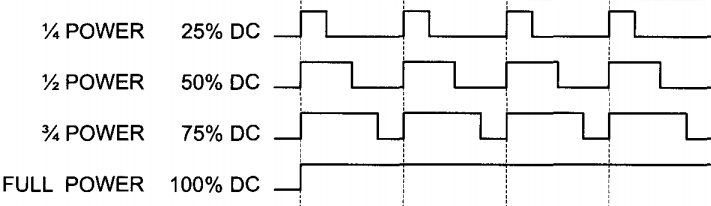 ¼ POWER 25% DC
½ POWER 50% DC
¾ POWER 75% DC
FULL POWER 100% DC